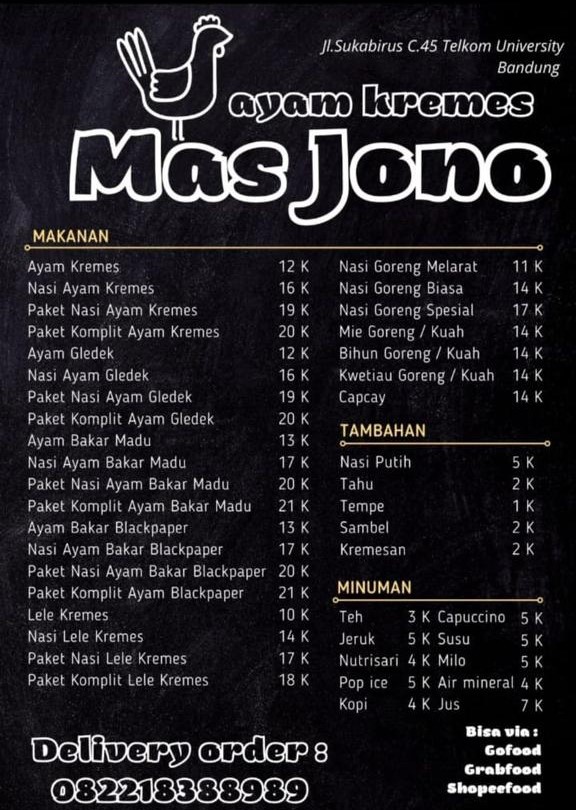 Jl.Sukabirus C.45 Telkom University
Bandung
ayam kremes
Mas Jono
MAKANAN
Ayam Kremes 12 K
Nasi Ayam Kremes 16 K
Paket Nasi Ayam Kremes 19 K
Paket Komplit Ayam Kremes 20 K
Ayam Gledek 12 K
Nasi Ayam Gledek 16 K
Paket Nasi Ayam Gledek 19 K
Paket Komplit Ayam Gledek 20 K
Ayam Bakar Madu 13 K
Nasi Ayam Bakar Madu 17 K
Paket Nasi Ayam Bakar Madu 20 K
Paket Komplit Ayam Bakar Madu 21 K
Ayam Bakar Blackpaper 13 K
Nasi Ayam Bakar Blackpaper 17 K
Paket Nasi Ayam Bakar Blackpaper 20 K
Paket Komplit Ayam Blackpaper 21 K
Lele Kremes 10 K
Nasi Lele Kremes 14 K
Paket Nasi Lele Kremes 17 K
Paket Komplit Lele Kremes 18 K
Nasi Goreng Melarat 11 K
Nasi Goreng Biasa 14 K
Nasi Goreng Spesial 17 K
Mie Goreng / Kuah 14 K
Bihun Goreng / Kuah 14 K
Kwetiau Goreng / Kuah 14 K
Capcay 14 K
TAMBAHAN
Nasi Putih 5 K
Tahu 2 K
Tempe 1 K
Sambel 2 K
Kremesan 2 K
MINUMAN
Teh 3 K Capuccino 5 K
Jeruk 5 K Susu 5 K
Nutrisari 4 K Milo 5 K
Pop ice 5 K Air mineral 4 K
Kopi 4 K Jus 7 K
Delivery order :
082218388989
Bisa via :
Gofood
Grabfood
Shopeefood